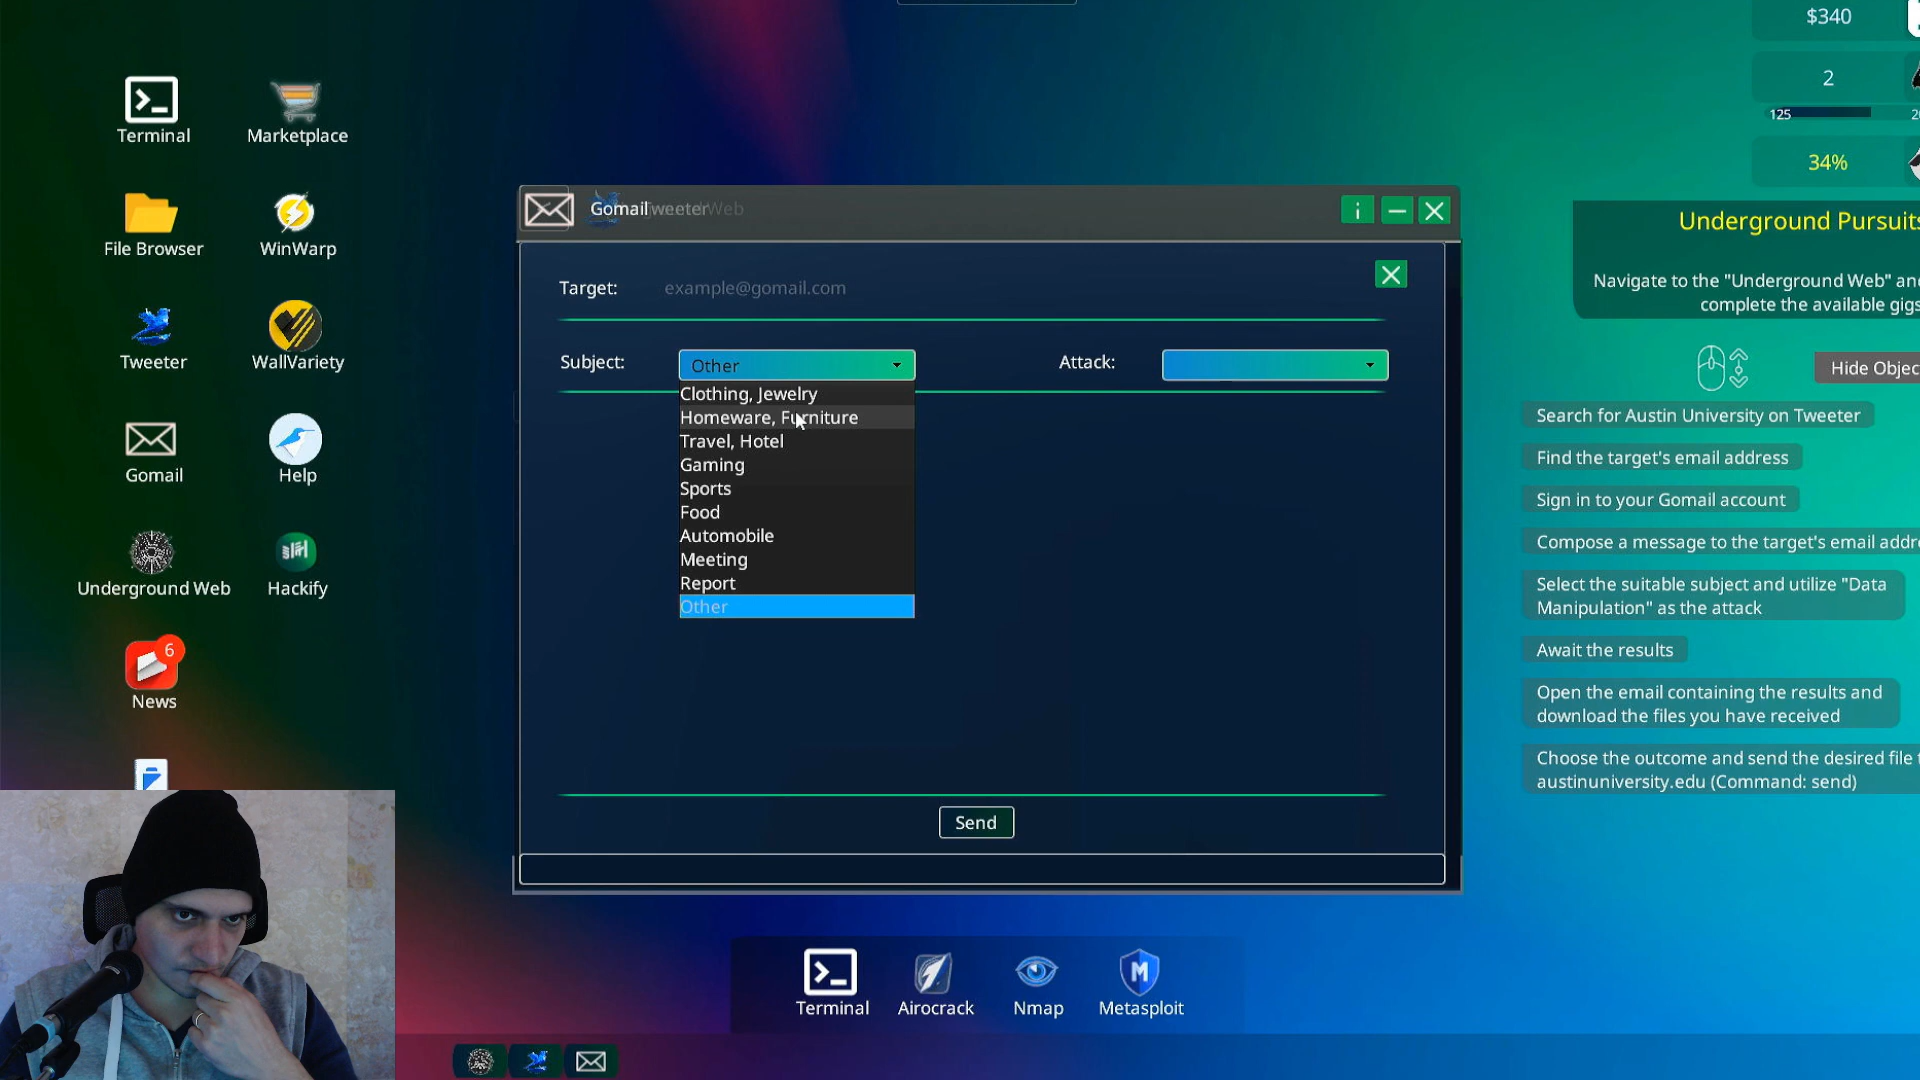 $340
2
125
34%
Terminal
Marketplace
File Browser
WinWarp
Tweeter
WallVariety
Gomail
Help
Underground Web
Hackify
6
News
Gomail
i
Target:
example@gomail.com
Subject:
Other
Attack:
Clothing, Jewelry
Homeware, Furniture
Travel, Hotel
Gaming
Sports
Food
Automobile
Meeting
Report
Other
Send
Underground Pursuits
Navigate to the "Underground Web" and
complete the available gigs
Hide Objec
Search for Austin University on Tweeter
Find the target's email address
Sign in to your Gomail account
Compose a message to the target's email addre
Select the suitable subject and utilize "Data
Manipulation" as the attack
Await the results
Open the email containing the results and
download the files you have received
Choose the outcome and send the desired file t
austinuniversity.edu (Command: send)
Terminal
Airocrack
Nmap
M
Metasploit